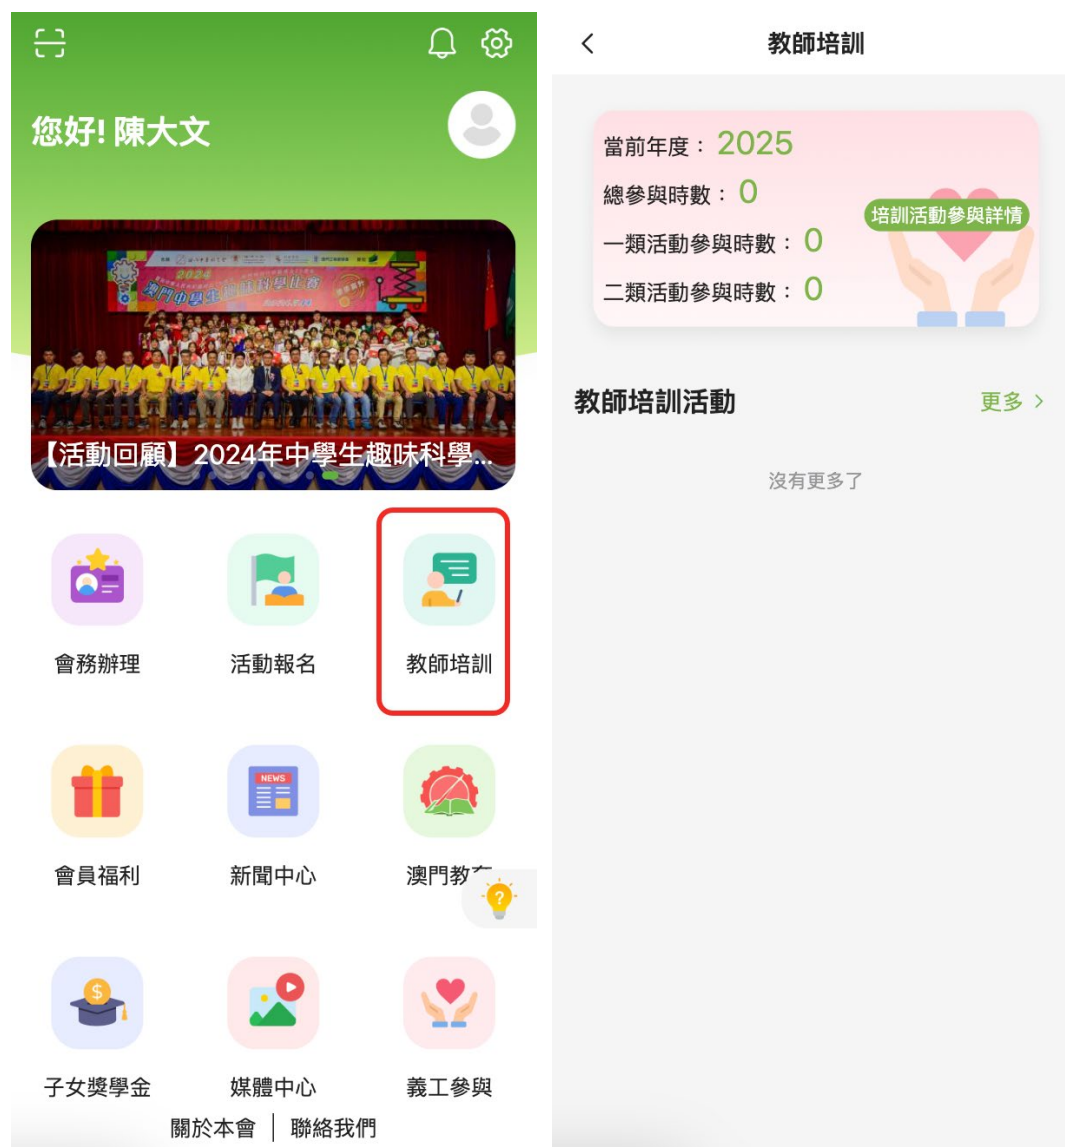 您好! 陳大文
2024
【活動回顧】2024年中學生趣味科學...
會務辦理
活動報名
教師培訓
會員福利
NEWS
新聞中心
澳門教
?
$
子女獎學金
媒體中心
義工參與
關於本會
聯絡我們
教師培訓
當前年度：2025
總參與時數：0
一類活動參與時數：0
二類活動參與時數：0
培訓活動參與詳情
教師培訓活動
更多 >
沒有更多了